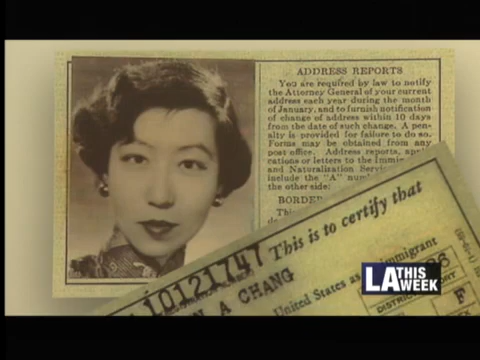 ADDRESS REPORTS
You are required by law to notify
the Attorney General of your current
address each year during the month
of January, and to furnish notification
of change of address within 10 days
from the date of such change. A pen-
alty is provided for failure to do so.
Forms may be obtained from any
post office. Address reports,
cations or letters to the
and Naturalization
include the "A"
the other side:
BORDER
This
10121747
This is to certify that
A CHANG
United States as immigrant
DISTRICT
F
LA THIS
WEEK